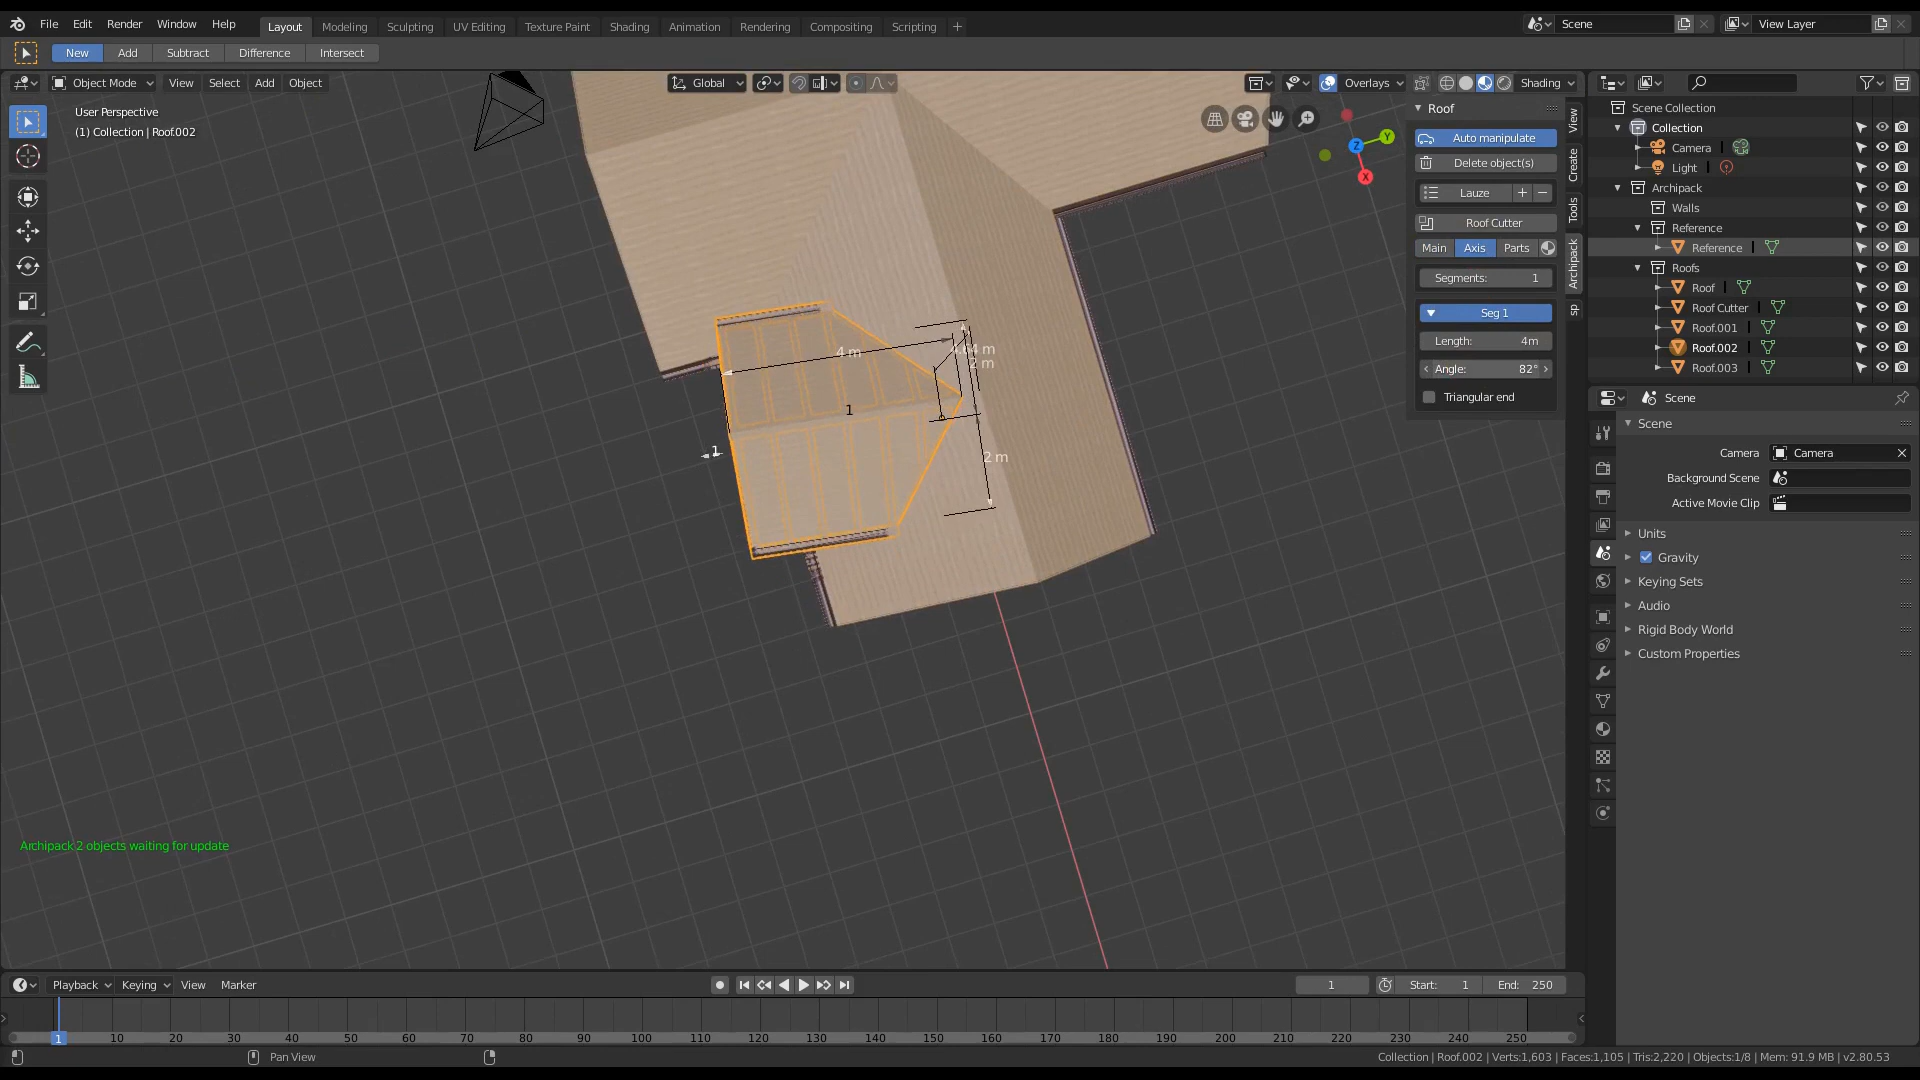 File Edit Render Window Help Layout Modeling Sculpting UV Editing Texture Paint Shading Animation Rendering Compositing Scripting + Scene View Layer
New Add Subtract Difference Intersect
Object Mode View Select Add Object Global Overlays Shading
User Perspective
(1) Collection | Roof.002
Roof
Auto manipulate
Delete object(s)
Lauze + −
Roof Cutter
Main Axis Parts
Segments: 1
Seg 1
Length: 4m
Angle: 82°
Triangular end
View
Create
Tools
Archipack
sp
Y
Z
X
4 m
2 m
1
1
2 m
Archipack 2 objects waiting for update
Scene Collection
Collection
Camera
Light
Archipack
Walls
Reference
Reference
Roofs
Roof
Roof Cutter
Roof.001
Roof.002
Roof.003
Scene
Scene
Camera Camera
Background Scene
Active Movie Clip
Units
Gravity
Keying Sets
Audio
Rigid Body World
Custom Properties
Playback Keying View Marker 1 Start: 1 End: 250
1 10 20 30 40 50 60 70 80 90 100 110 120 130 140 150 160 170 180 190 200 210 220 230 240 250
Pan View
Collection | Roof.002 | Verts:1,603 | Faces:1,105 | Tris:2,220 | Objects:1/8 | Mem: 91.9 MB | v2.80.53